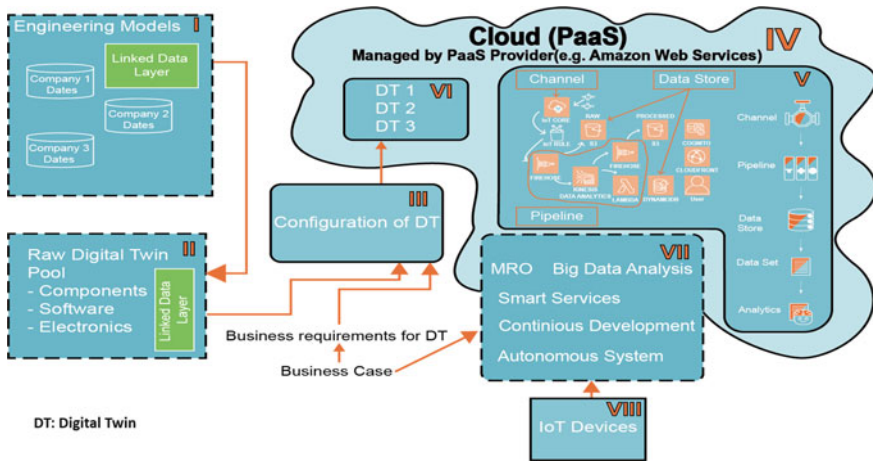 Engineering Models I
Linked Data
Layer
Company 1
Dates
Company 2
Dates
Company 3
Dates
II
Raw Digital Twin
Pool
- Components
- Software
- Electronics
Linked Data
Layer
III
Configuration of DT
Business requirements for DT
Business Case
DT: Digital Twin
Cloud (PaaS)
IV
Managed by PaaS Provider(e.g. Amazon Web Services)
VI
DT 1
DT 2
DT 3
V
Channel
Data Store
IoT CORE
RAW
PROCESSED
IoT RULE
S3
S3
COGNITO
FIREHOSE
FIREHOSE
CLOUDFRONT
KINESIS
DATA ANALYTICS
LAMBDA
DYNAMODB
User
Pipeline
Channel
Pipeline
Data
Store
Data Set
Analytics
VII
MRO Big Data Analysis
Smart Services
Continious Development
Autonomous System
VIII
IoT Devices